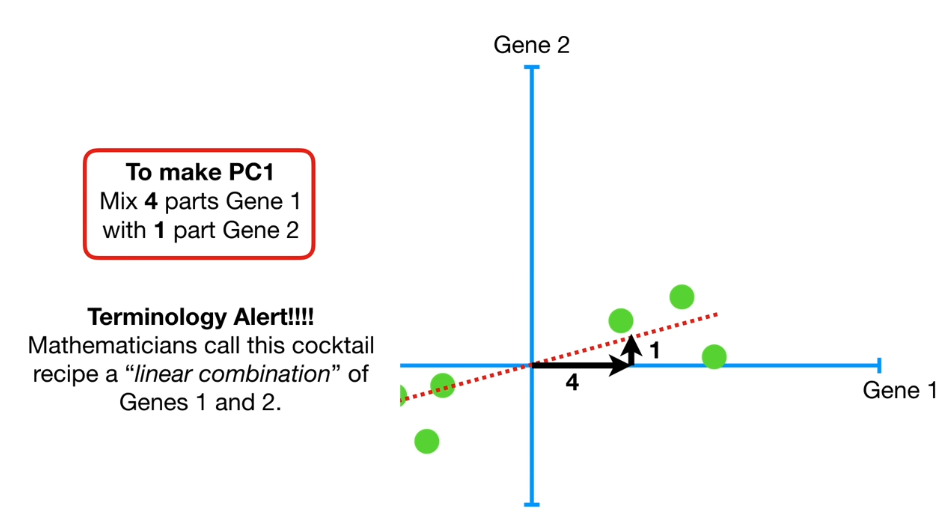 Gene 2
To make PC1
Mix 4 parts Gene 1
with 1 part Gene 2
Terminology Alert!!!!
Mathematicians call this cocktail
recipe a “linear combination” of
Genes 1 and 2.
1
4
Gene 1